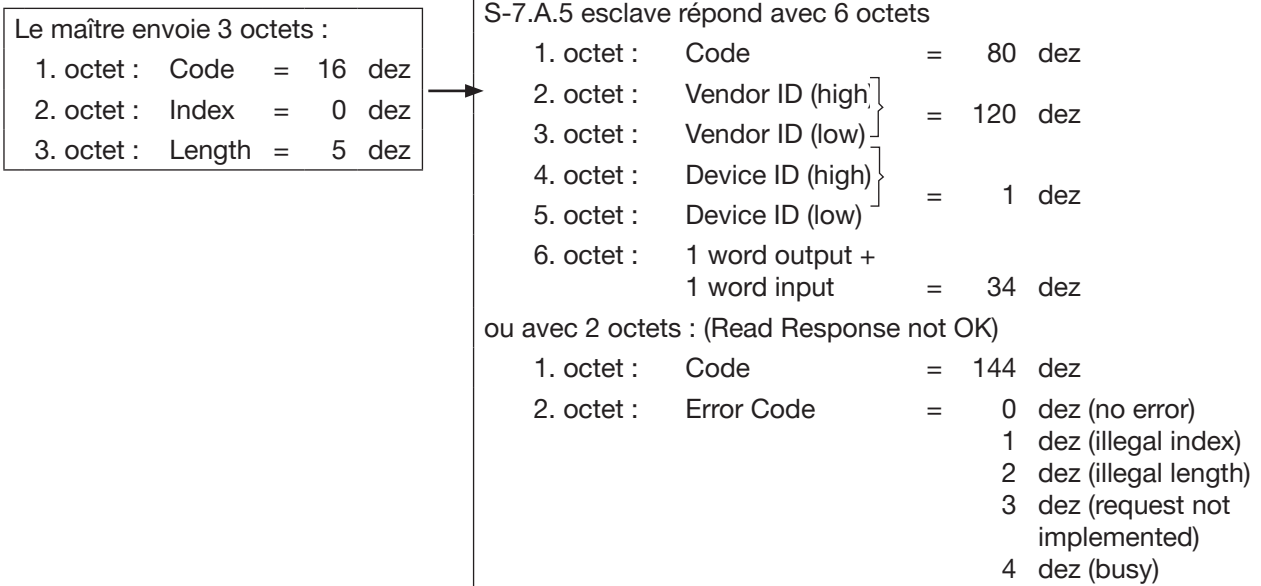 Le maître envoie 3 octets :
1. octet : Code = 16 dez
2. octet : Index = 0 dez
3. octet : Length = 5 dez
S-7.A.5 esclave répond avec 6 octets
1. octet : Code = 80 dez
2. octet : Vendor ID (high)
= 120 dez
3. octet : Vendor ID (low)
4. octet : Device ID (high)
= 1 dez
5. octet : Device ID (low)
6. octet : 1 word output +
1 word input = 34 dez
ou avec 2 octets : (Read Response not OK)
1. octet : Code = 144 dez
2. octet : Error Code = 0 dez (no error)
1 dez (illegal index)
2 dez (illegal length)
3 dez (request not
implemented)
4 dez (busy)